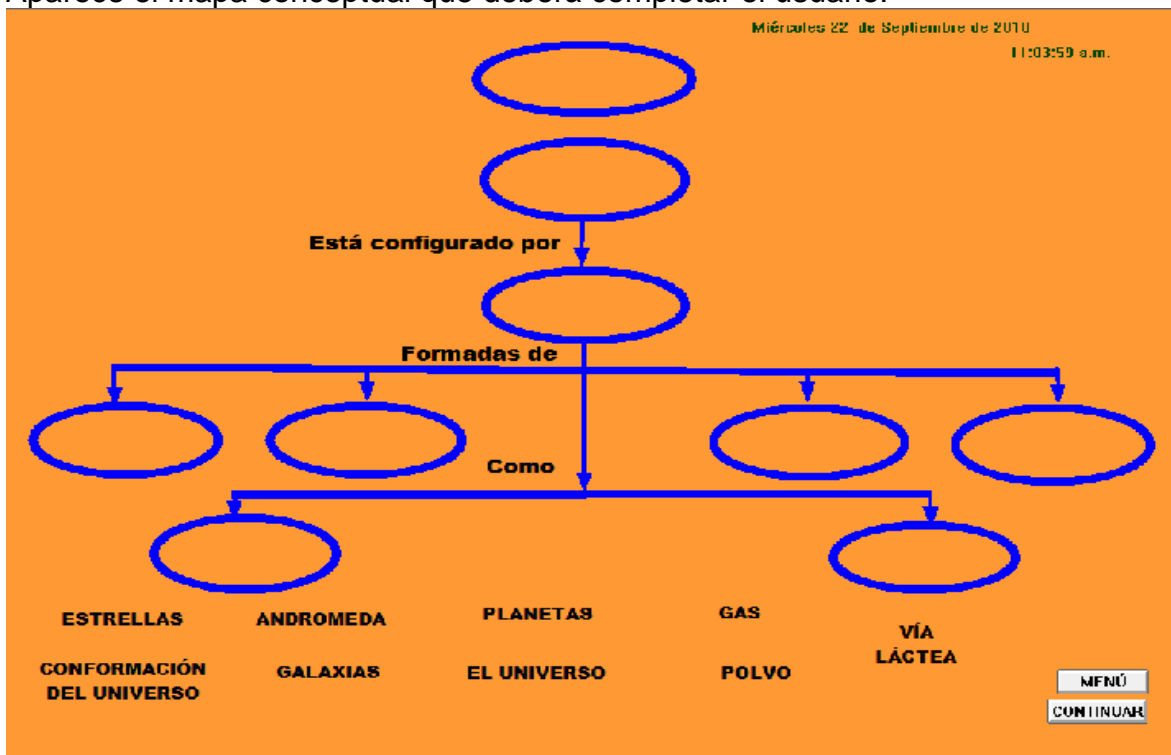 Aparece el mapa conceptual que deberá completar el usuario.
Miércoles 22 de Septiembre de 2010
11:03:59 a.m.
Está configurado por
Formadas de
Como
ESTRELLAS
ANDROMEDA
PLANETAS
GAS
VÍA
LÁCTEA
CONFORMACIÓN
DEL UNIVERSO
GALAXIAS
EL UNIVERSO
POLVO
MENÚ
CONTINUAR